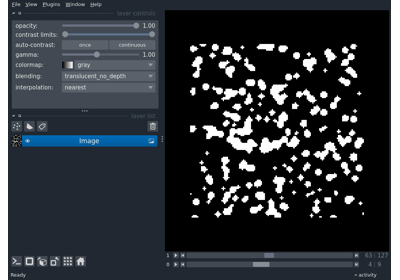 File View Plugins Window Help
layer controls
opacity: 1.00
contrast limits:
auto-contrast: once continuous
gamma: 1.00
colormap: gray
blending: translucent_no_depth
interpolation: nearest
layer list
Image
1 63 / 127
0 4 / 9
Ready activity